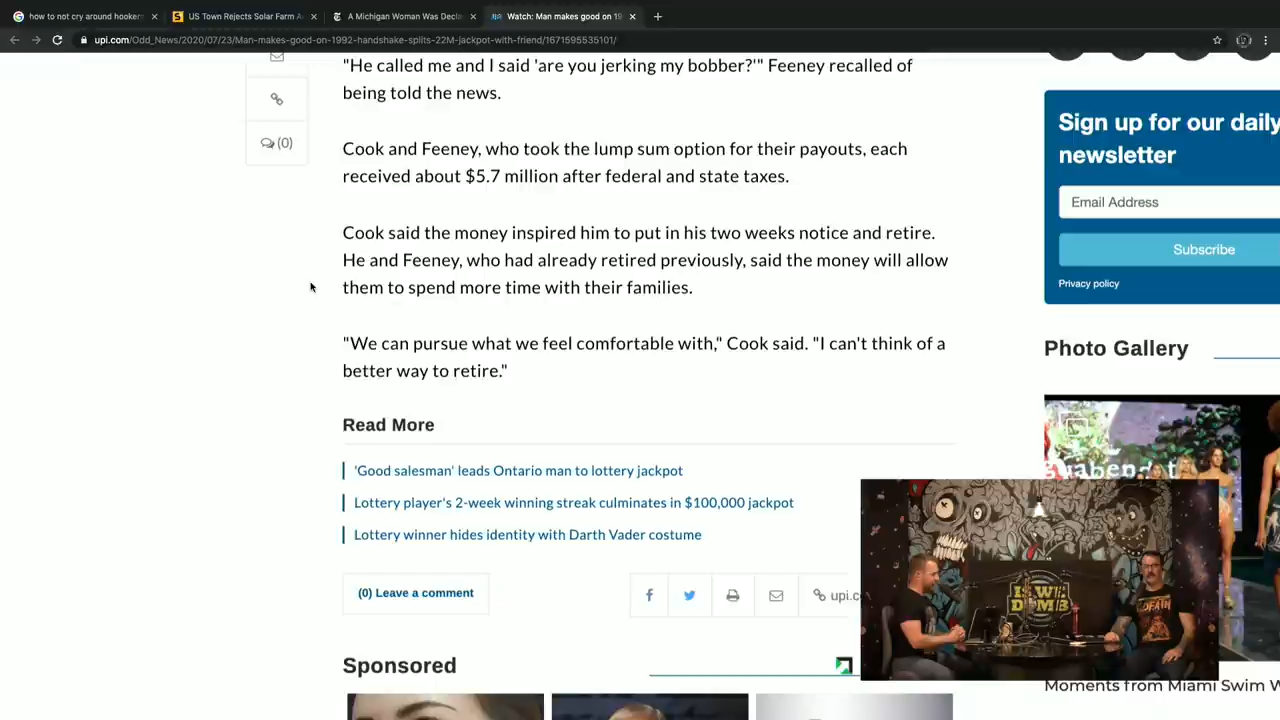 how to not cry around hookers
US Town Rejects Solar Farm A
A Michigan Woman Was Decla
Watch: Man makes good on 19
upi.com/Odd_News/2020/07/23/Man-makes-good-on-1992-handshake-splits-22M-jackpot-with-friend/1671595535101/
"He called me and I said 'are you jerking my bobber?'" Feeney recalled of
being told the news.
(0)
Cook and Feeney, who took the lump sum option for their payouts, each
received about $5.7 million after federal and state taxes.
Cook said the money inspired him to put in his two weeks notice and retire.
He and Feeney, who had already retired previously, said the money will allow
them to spend more time with their families.
"We can pursue what we feel comfortable with," Cook said. "I can't think of a
better way to retire."
Read More
'Good salesman' leads Ontario man to lottery jackpot
Lottery player's 2-week winning streak culminates in $100,000 jackpot
Lottery winner hides identity with Darth Vader costume
(0) Leave a comment
upi.c
Sponsored
Sign up for our daily
newsletter
Email Address
Subscribe
Privacy policy
Photo Gallery
IS WE
DUMB
DEATH
Moments from Miami Swim W